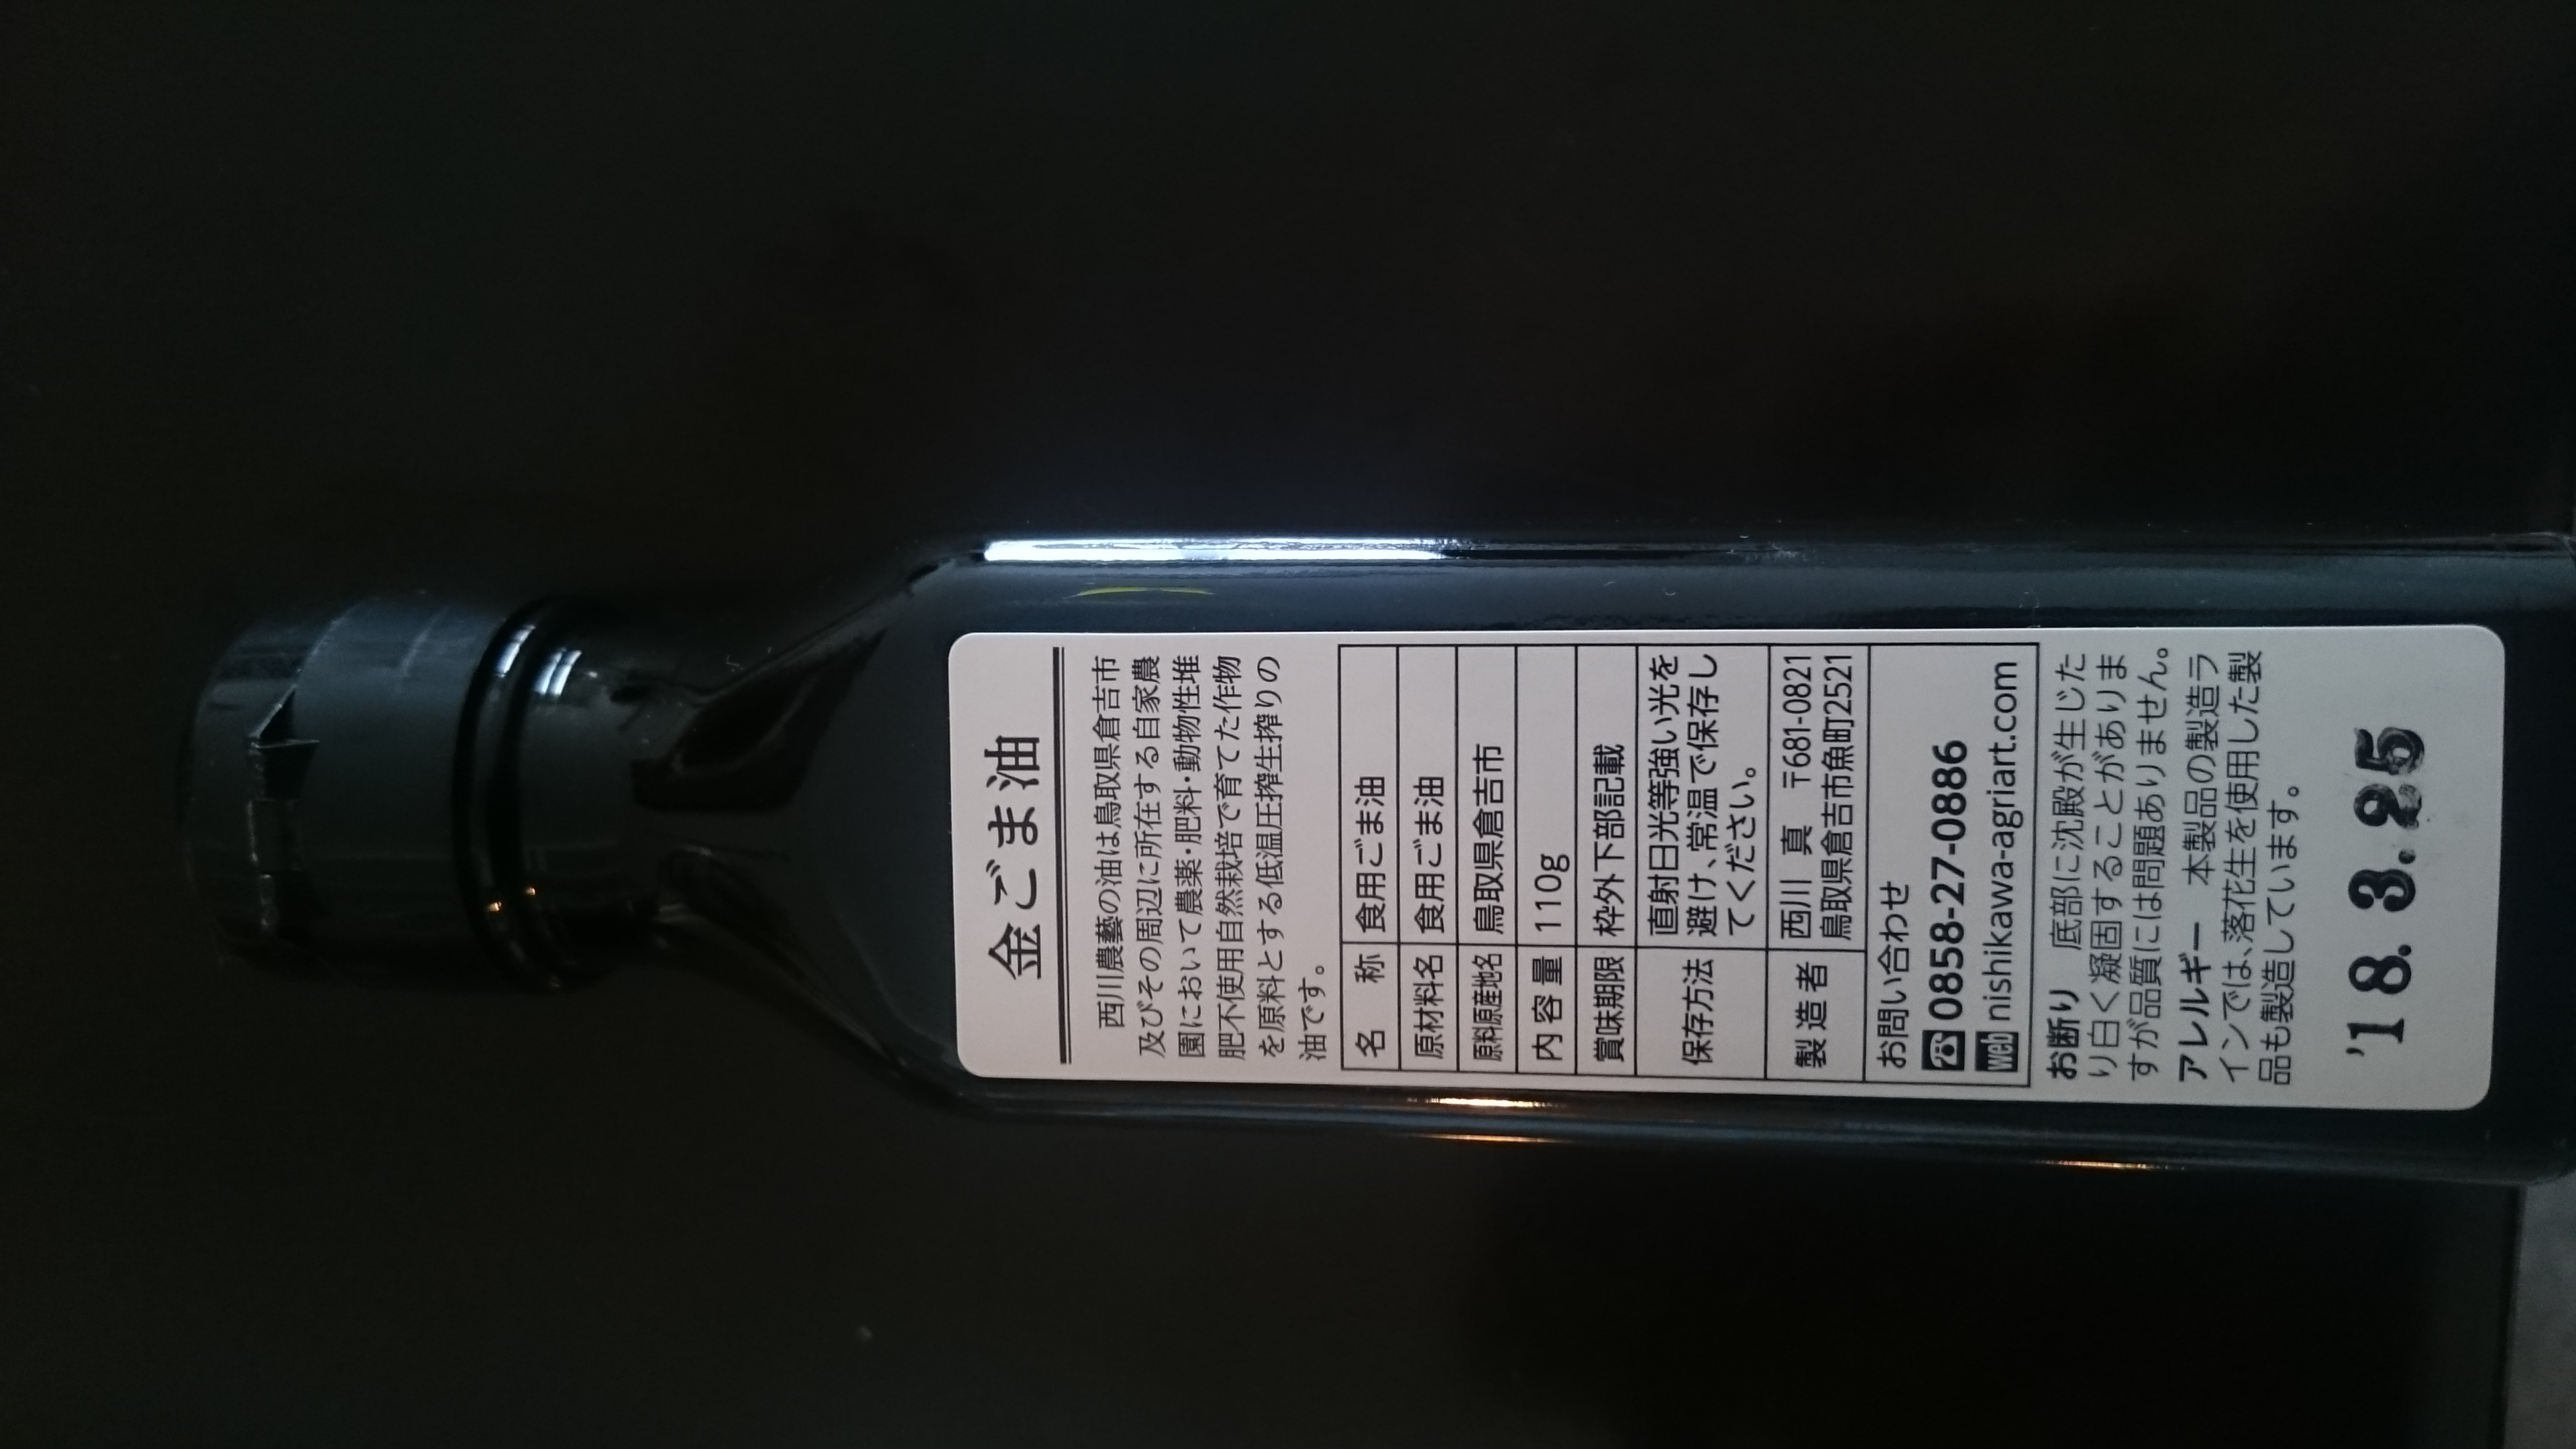 金ごま油
西川農藝の油は鳥取県倉吉市
及びその周辺に所在する自家農
園において農薬・肥料・動物性堆
肥不使用自然栽培で育てた作物
を原料とする低温圧搾生搾りの
油です。
名　称 食用ごま油
原材料名 食用ごま油
原料原産地名 鳥取県倉吉市
内容量 110g
賞味期限 枠外下部記載
保存方法 直射日光等強い光を
避け、常温で保存し
てください。
製造者 西川 真 〒681-0821
鳥取県倉吉市魚町2521
お問い合わせ
☎0858-27-0886
web nishikawa-agriart.com
お断り 底部に沈殿が生じた
り白く凝固することがありま
すが品質には問題ありません。
アレルギー 本製品の製造ラ
インでは、落花生を使用した製
品も製造しています。
'18.3.25